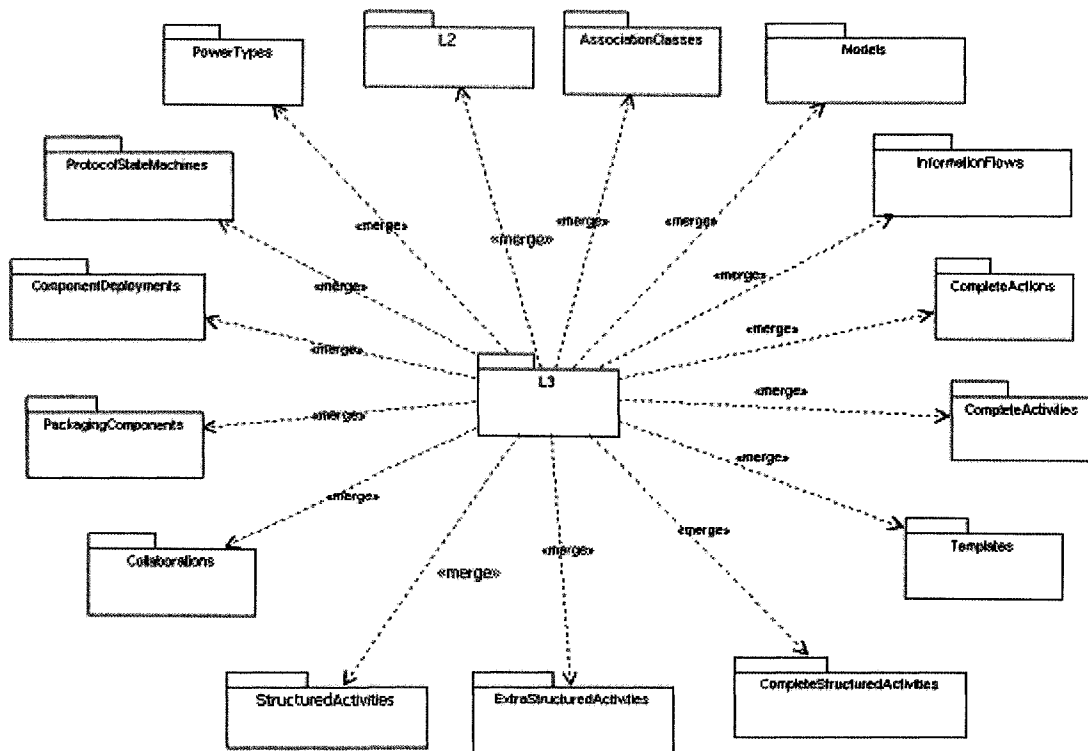 L2
AssociationClasses
Models
PowerTypes
ProtocolStateMachines
InformationFlows
«merge»
«merge»
«merge»
«merge»
«merge»
ComponentDeployments
«merge»
CompleteActions
«merge»
«merge»
L3
PackagingComponents
«merge»
«merge»
CompleteActivities
«merge»
«merge»
Collaborations
«merge»
«merge»
Templates
«merge»
StructuredActivities
ExtraStructuredActivities
CompleteStructuredActivities